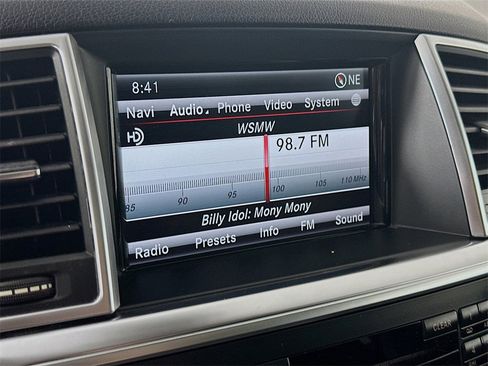 8:41 NE
Navi Audio Phone Video System
HD WSMW
98.7 FM
85 90 95 100 105 110 MHz
Billy Idol: Mony Mony
Radio Presets Info FM Sound
CLEAR